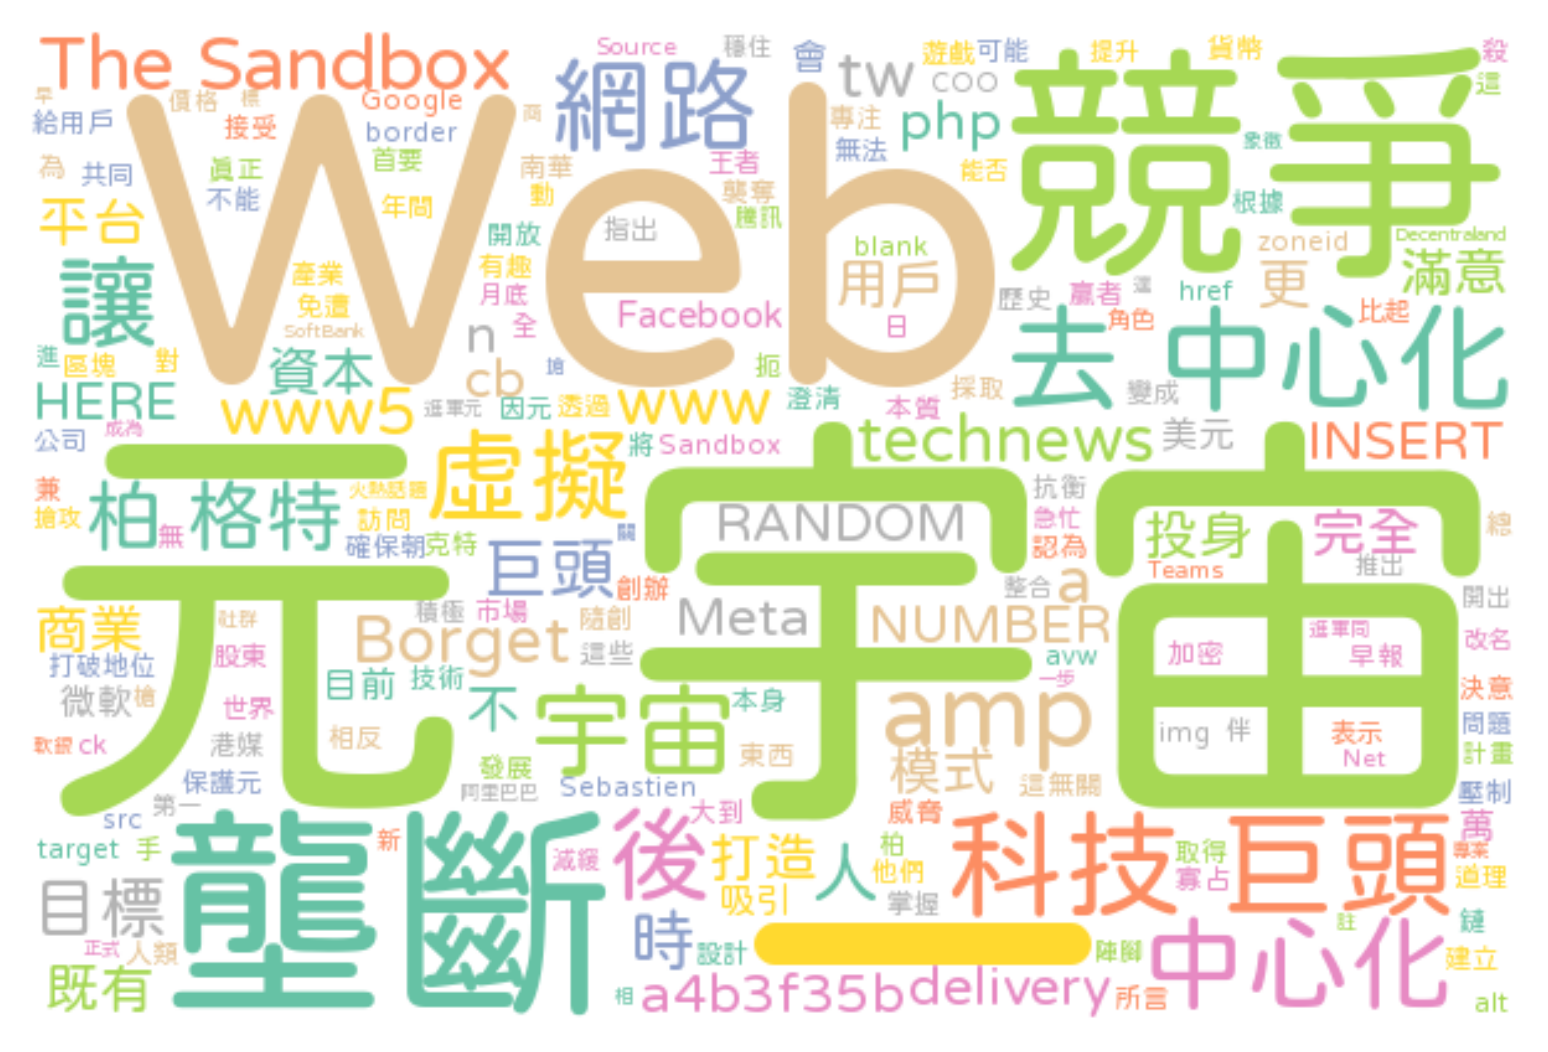 The Sandbox
Source
穩住
會
tw
遊戲
可能
提升
貨幣
殺
這
網路
競爭
coo
價格
Google
接受
border
給用戶
專注
php
無法
象徵
Web
為
共同
真正
首要
不能
年間
南華
動
王者
襲奪
騰訊
能否
根據
平台
讓
開放
指出
blank
用戶
zoneid
更
Decentraland
滿意
產業
免遭
SoftBank
有趣
月底
Facebook
日
歷史
贏者
href
角色
比起
n
全
去中心化
進
區塊
對
資本
cb
搶
扼
採取
變成
HERE
www5
進軍元
因元
透過
www
澄清
本質
公司
成為
虛擬
將
Sandbox
technews
美元
INSERT
元宇宙
兼
搶攻
柏格特
無
火熱話題
訪問
確保朝
克特
巨頭
關
創辦
RANDOM
抗衡
急忙
認為
投身
完全
總
Teams
推出
商業
社群
積極
市場
隨創
Meta
NUMBER
整合
a
開出
打破地位
股東
Borget
這些
avw
一步
加密
進軍同
早報
改名
微軟
槍
世界
目前
技術
不
宇宙
本身
amp
決意
軟銀
ck
港媒
相反
東西
模式
img
伴
表示
Net
問題
計畫
保護元
發展
阿里巴巴
Sebastien
這無關
壓制
src
第一
壟斷
後
大到
威脅
科技巨頭
萬
target
手
新
減緩
打造
人
柏
他們
取得
寡占
專案
道理
目標
吸引
掌握
正式
人類
時
設計
一
陣腳
中心化
註
鏈
建立
既有
相
a4b3f35b
delivery
所言
alt